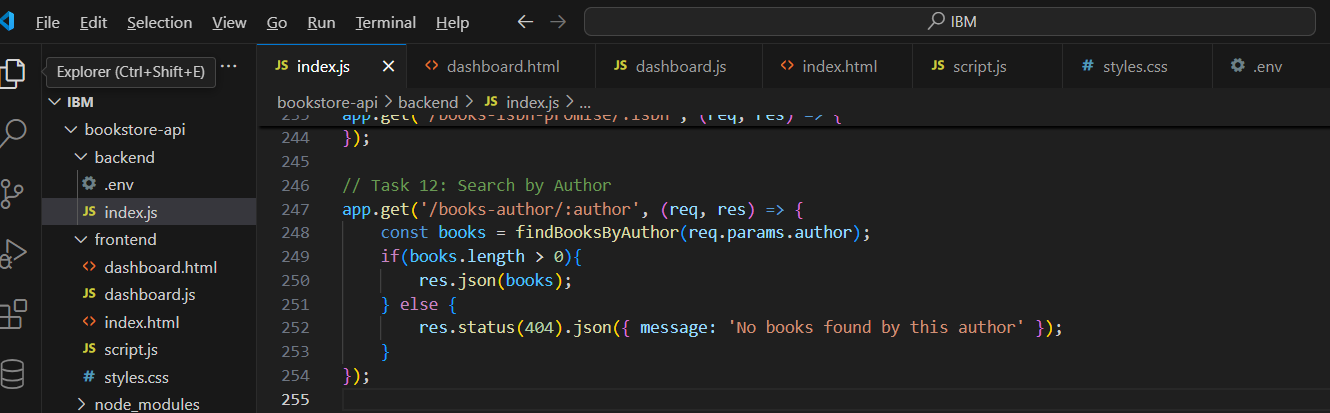 File Edit Selection View Go Run Terminal Help IBM
Explorer (Ctrl+Shift+E)
IBM
bookstore-api
backend
.env
JS index.js
frontend
<> dashboard.html
JS dashboard.js
<> index.html
JS script.js
# styles.css
node_modules
JS index.js <> dashboard.html JS dashboard.js <> index.html JS script.js # styles.css .env
bookstore-api > backend > JS index.js > ...
app.get('/books-isbn-promise/:isbn', (req, res) => {
244 });
245
246 // Task 12: Search by Author
247 app.get('/books-author/:author', (req, res) => {
248 const books = findBooksByAuthor(req.params.author);
249 if(books.length > 0){
250 res.json(books);
251 } else {
252 res.status(404).json({ message: 'No books found by this author' });
253 }
254 });
255